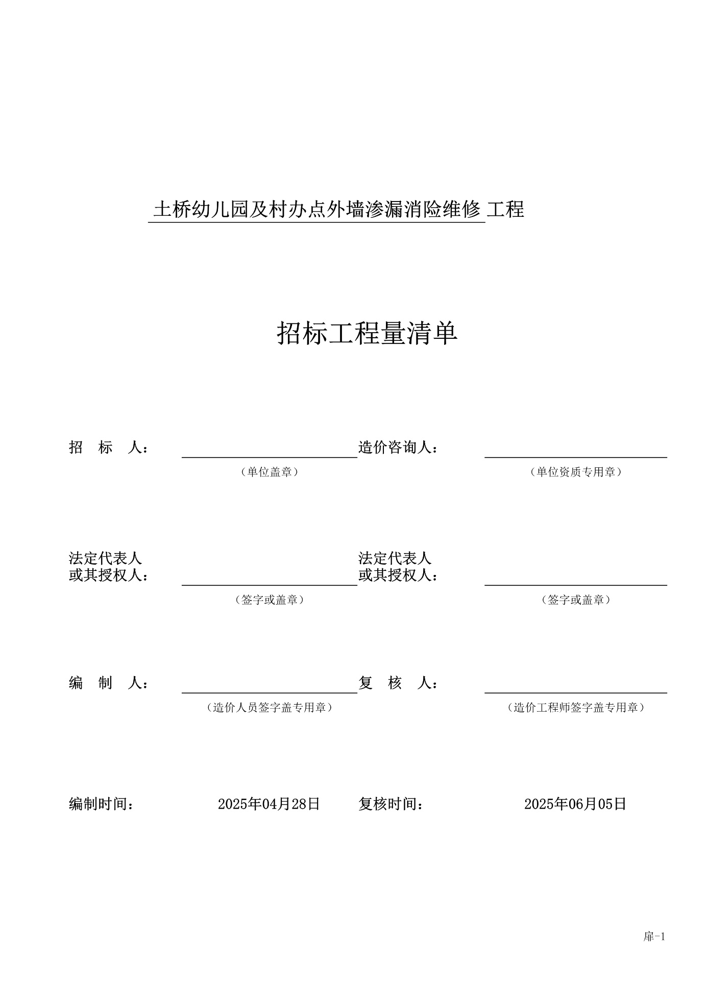 土桥幼儿园及村办点外墙渗漏消险维修 工程
招标工程量清单
招 标 人： 造价咨询人：
（单位盖章） （单位资质专用章）
法定代表人 法定代表人
或其授权人： 或其授权人：
（签字或盖章） （签字或盖章）
编 制 人： 复 核 人：
（造价人员签字盖专用章） （造价工程师签字盖专用章）
编制时间： 2025年04月28日 复核时间： 2025年06月05日
扉-1